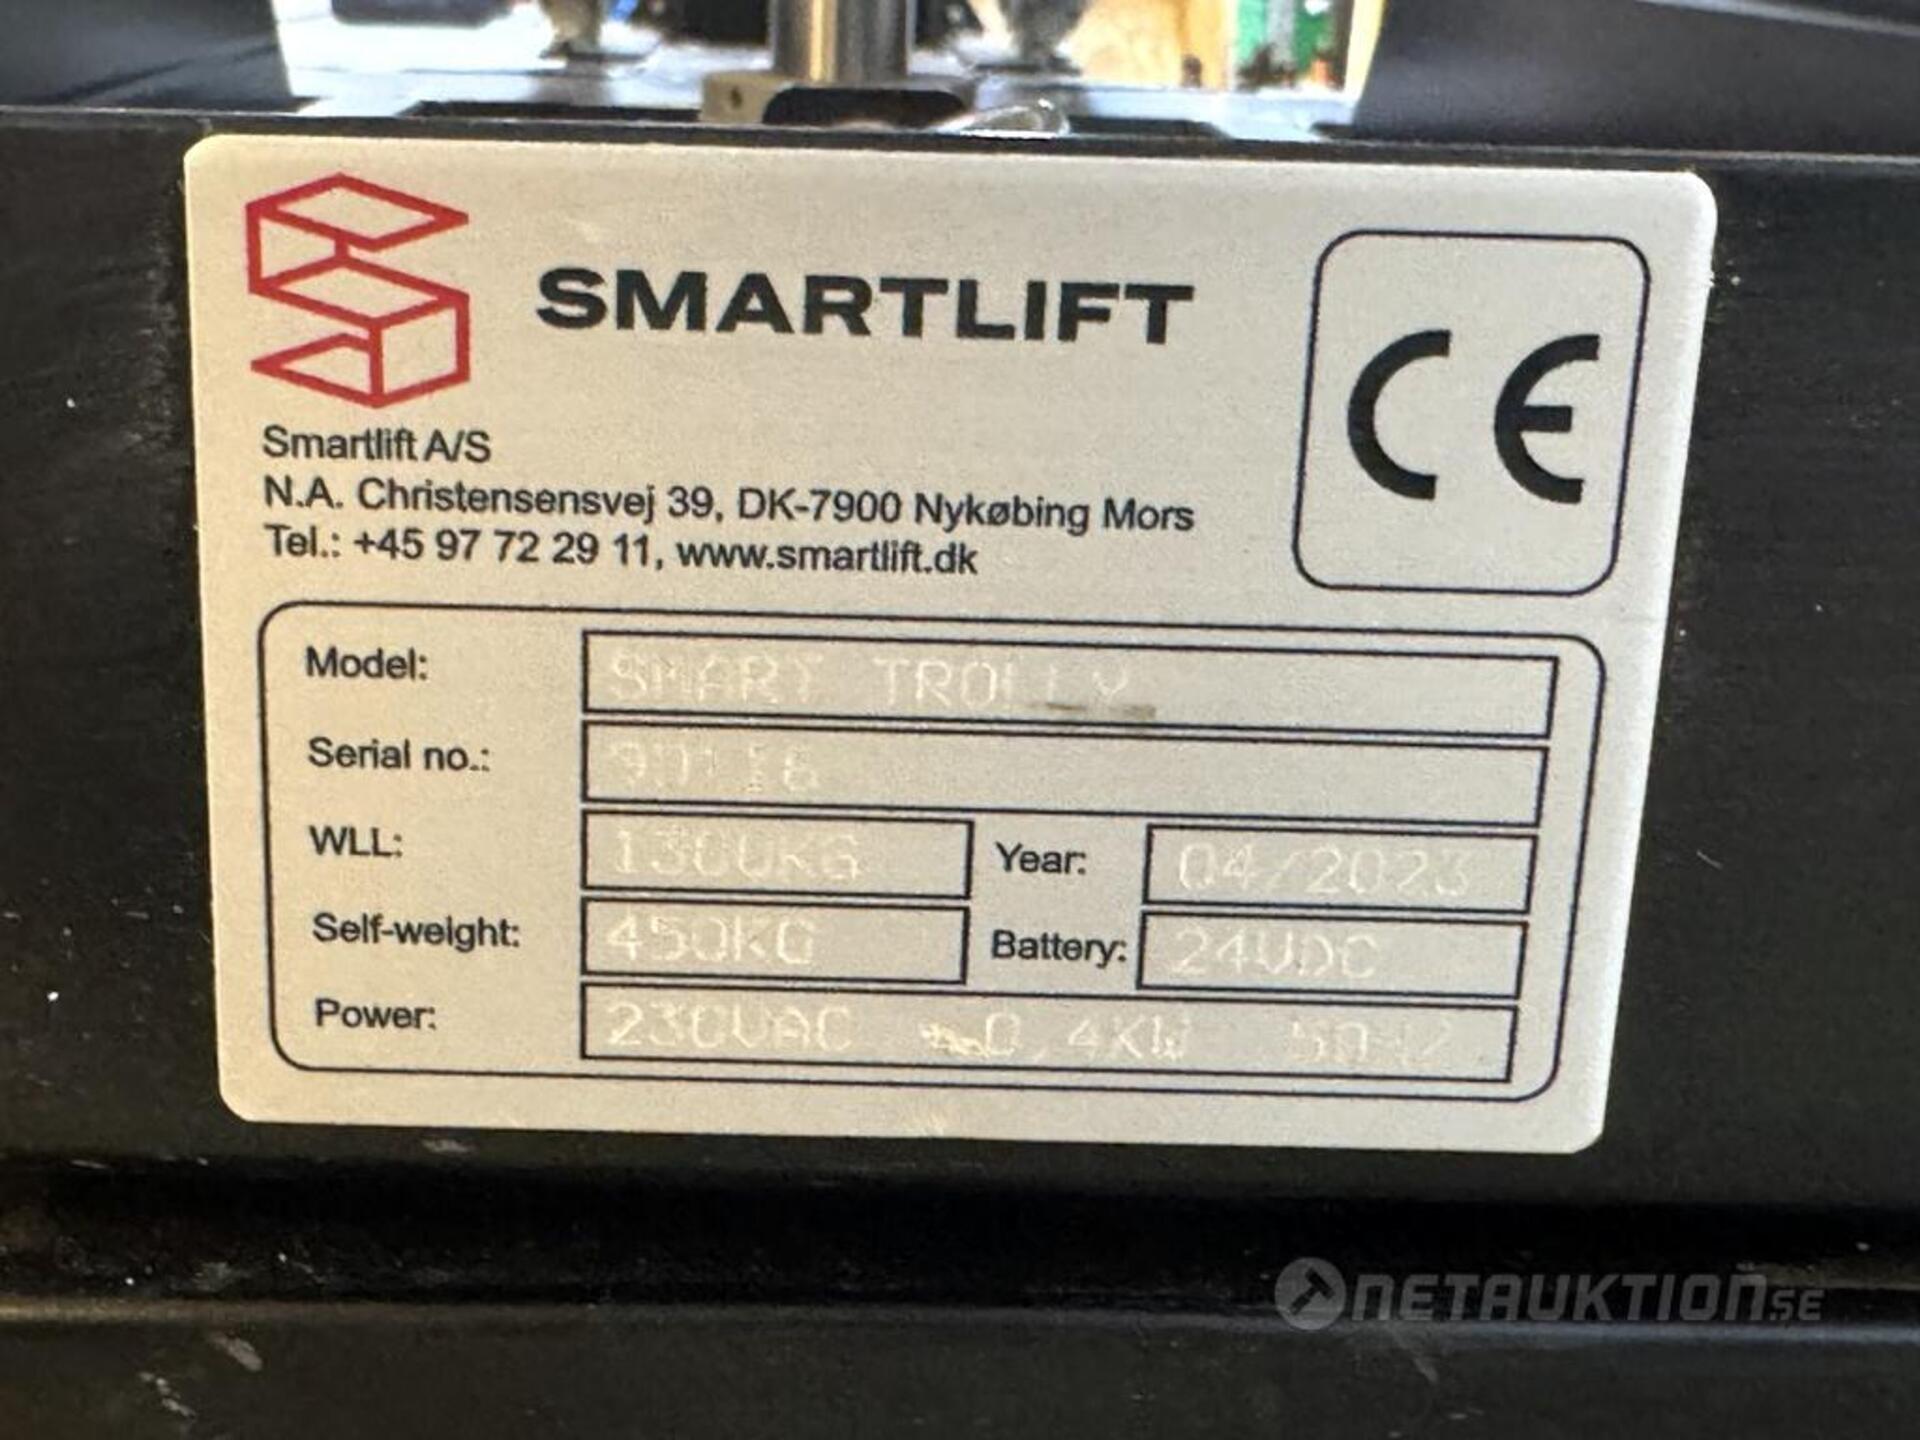 SMARTLIFT
CE
Smartlift A/S
N.A. Christensensvej 39, DK-7900 Nykøbing Mors
Tel.: +45 97 72 29 11, www.smartlift.dk
Model: SMART TROLLY
Serial no.:
WLL: 1300KG Year: 04/2023
Self-weight: 450KG Battery: 24VDC
Power: 230VAC 0,4KW 50HZ
NETAUKTION.SE